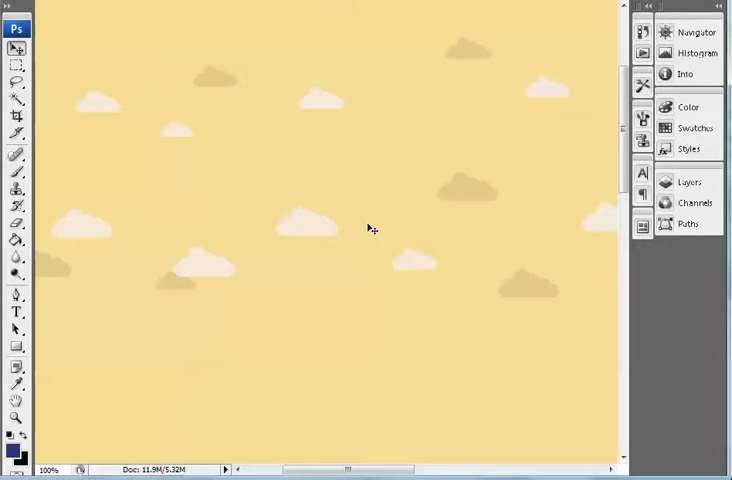 Ps
Navigator
Histogram
Info
Color
Swatches
Styles
A
Layers
Channels
Paths
T
100%
Doc: 11.9M/5.32M